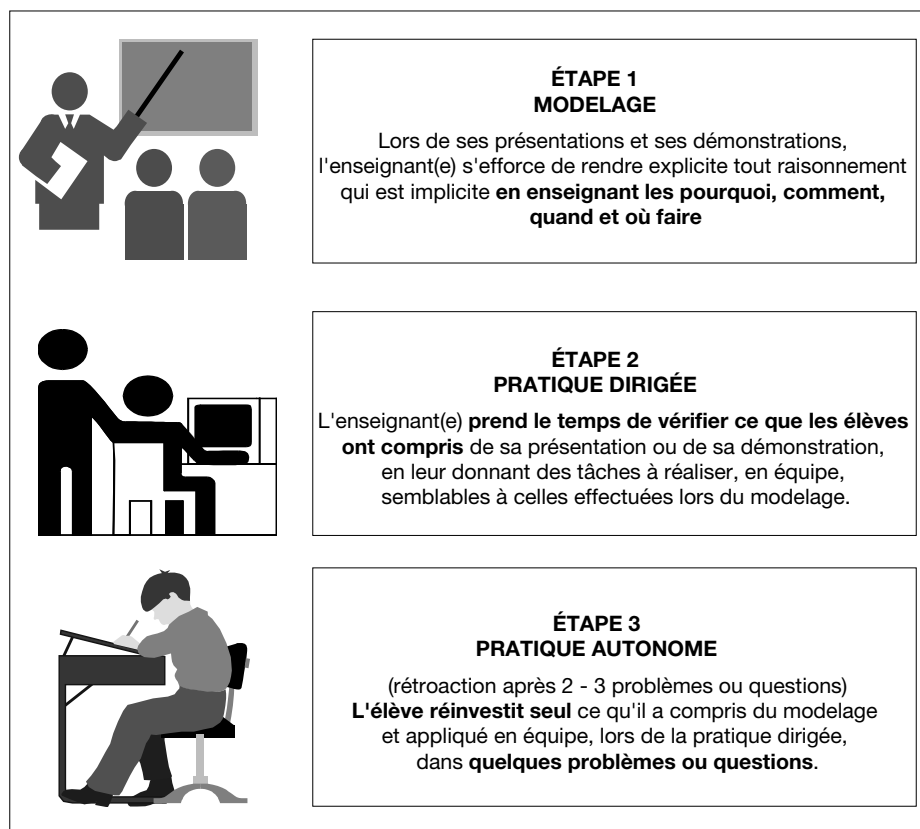 ÉTAPE 1
MODELAGE
Lors de ses présentations et ses démonstrations,
l'enseignant(e) s'efforce de rendre explicite tout raisonnement
qui est implicite en enseignant les pourquoi, comment,
quand et où faire
ÉTAPE 2
PRATIQUE DIRIGÉE
L'enseignant(e) prend le temps de vérifier ce que les élèves
ont compris de sa présentation ou de sa démonstration,
en leur donnant des tâches à réaliser, en équipe,
semblables à celles effectuées lors du modelage.
ÉTAPE 3
PRATIQUE AUTONOME
(rétroaction après 2 - 3 problèmes ou questions)
L'élève réinvestit seul ce qu'il a compris du modelage
et appliqué en équipe, lors de la pratique dirigée,
dans quelques problèmes ou questions.